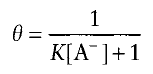 θ = 1 / (K[A⁻] + 1)